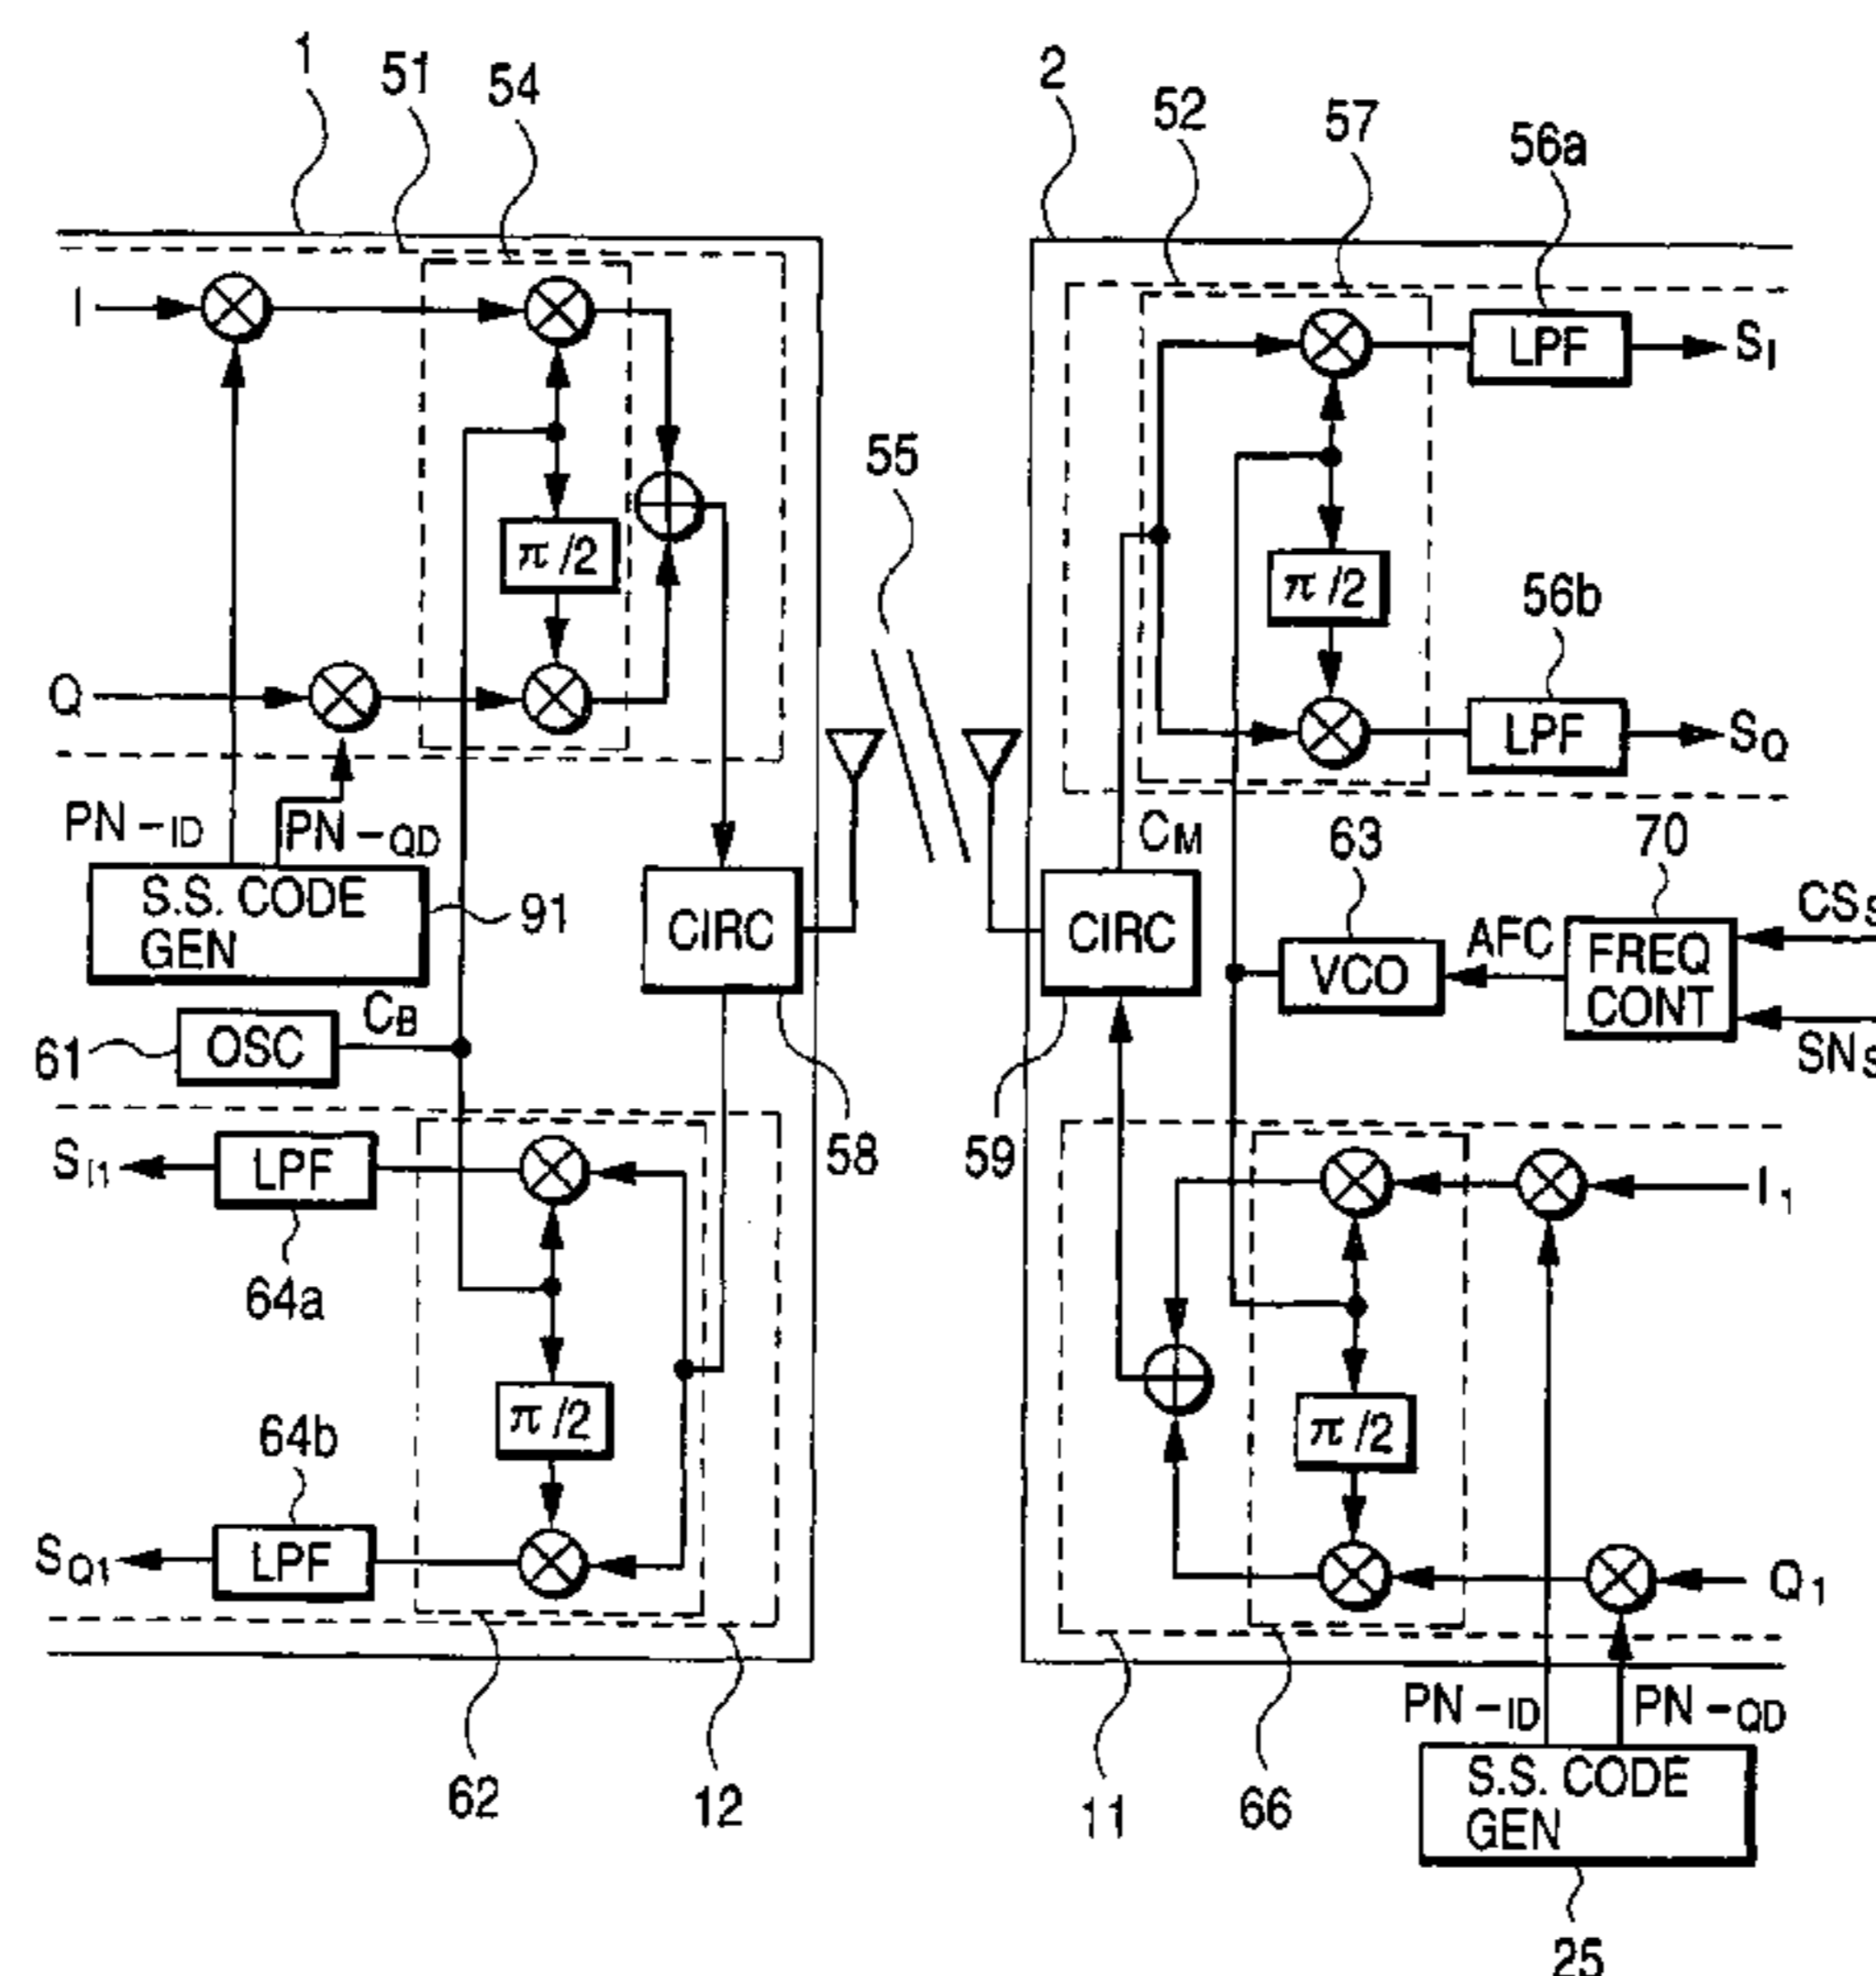 1
51
54
2
52
57
56a
I
LPF
S_I
55
π/2
π/2
56b
Q
LPF
S_Q
PN-ID
PN-QD
C_M
63
70
S.S. CODE
GEN
91
CIRC
CIRC
VCO
AFC
FREQ
CONT
CS_S
SN_S
C_B
61
OSC
58
59
S_I1
LPF
64a
I_1
π/2
π/2
64b
S_Q1
LPF
Q_1
62
12
11
66
PN-ID
PN-QD
S.S. CODE
GEN
25